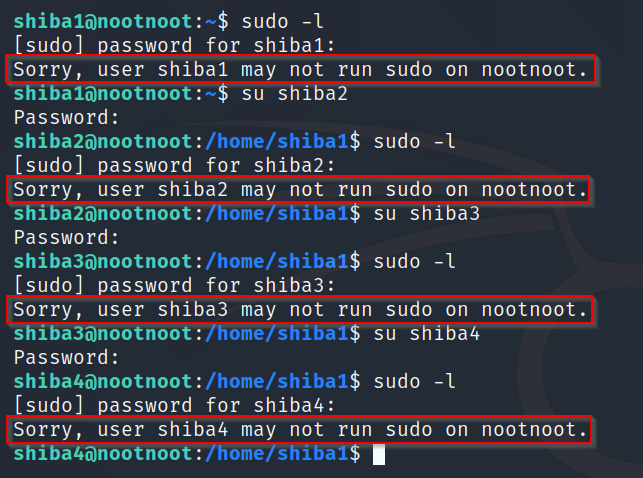 shiba1@nootnoot:~$ sudo -l
[sudo] password for shiba1:
Sorry, user shiba1 may not run sudo on nootnoot.
shiba1@nootnoot:~$ su shiba2
Password:
shiba2@nootnoot:/home/shiba1$ sudo -l
[sudo] password for shiba2:
Sorry, user shiba2 may not run sudo on nootnoot.
shiba2@nootnoot:/home/shiba1$ su shiba3
Password:
shiba3@nootnoot:/home/shiba1$ sudo -l
[sudo] password for shiba3:
Sorry, user shiba3 may not run sudo on nootnoot.
shiba3@nootnoot:/home/shiba1$ su shiba4
Password:
shiba4@nootnoot:/home/shiba1$ sudo -l
[sudo] password for shiba4:
Sorry, user shiba4 may not run sudo on nootnoot.
shiba4@nootnoot:/home/shiba1$